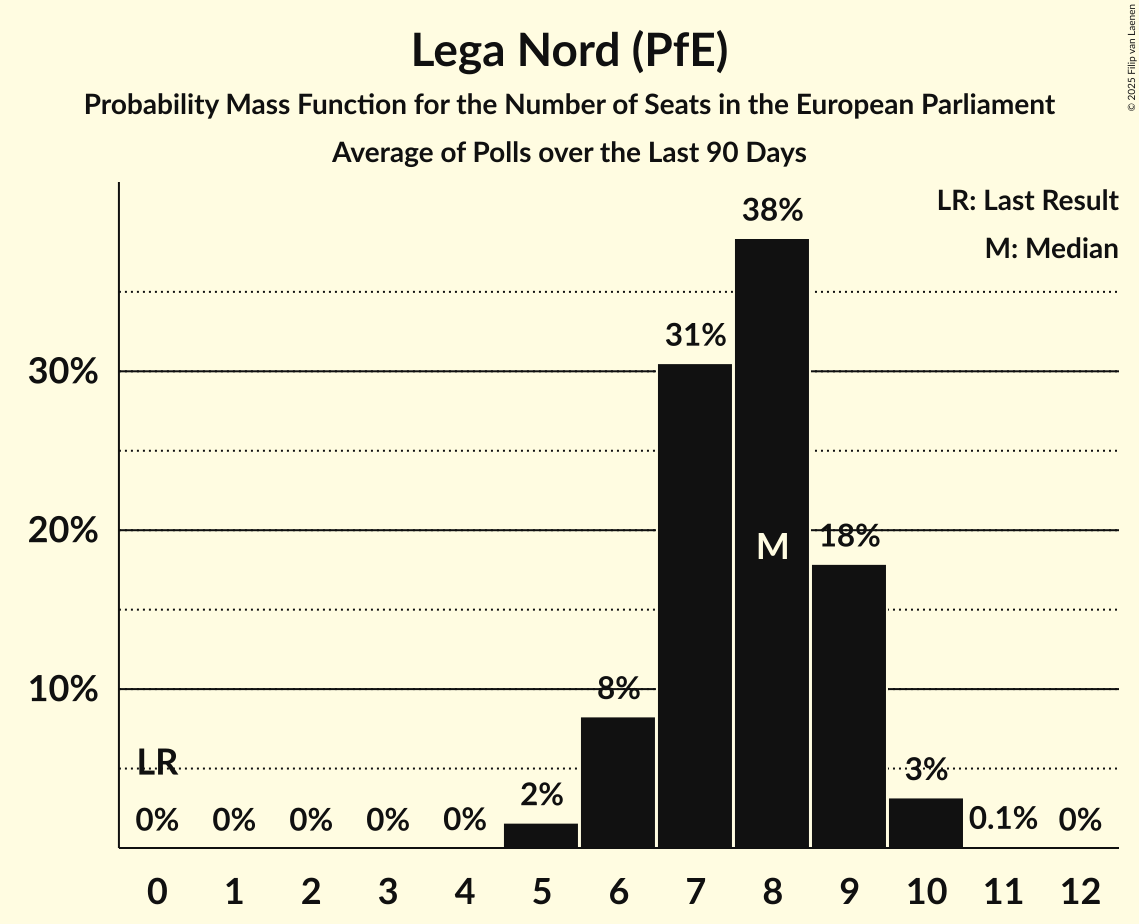 Lega Nord (PfE)
Probability Mass Function for the Number of Seats in the European Parliament
Average of Polls over the Last 90 Days
© 2025 Filip van Laenen
LR: Last Result
M: Median
38%
31%
30%
M
18%
20%
8%
10%
LR
3%
2%
0% 0% 0% 0% 0% 0.1% 0%
0 1 2 3 4 5 6 7 8 9 10 11 12